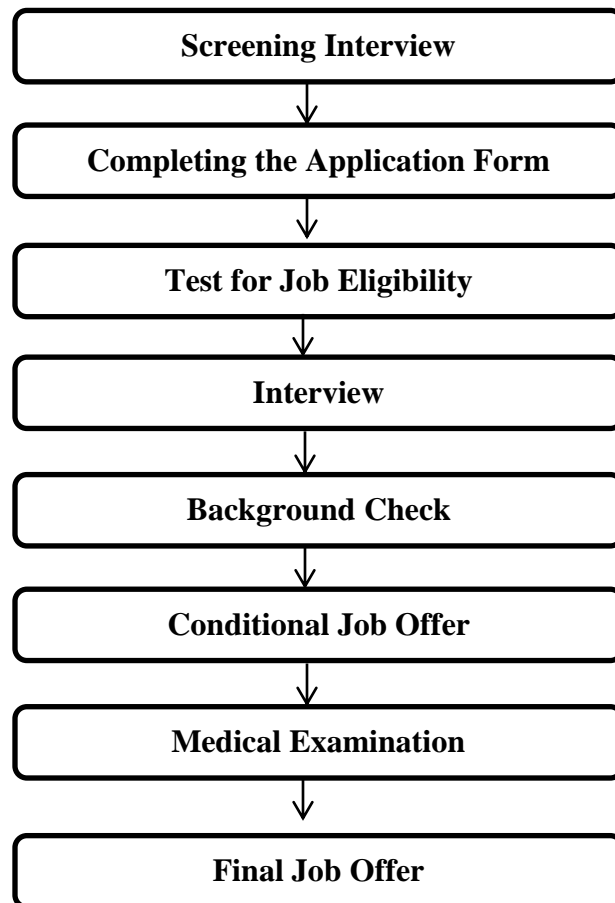 Screening Interview
Completing the Application Form
Test for Job Eligibility
Interview
Background Check
Conditional Job Offer
Medical Examination
Final Job Offer